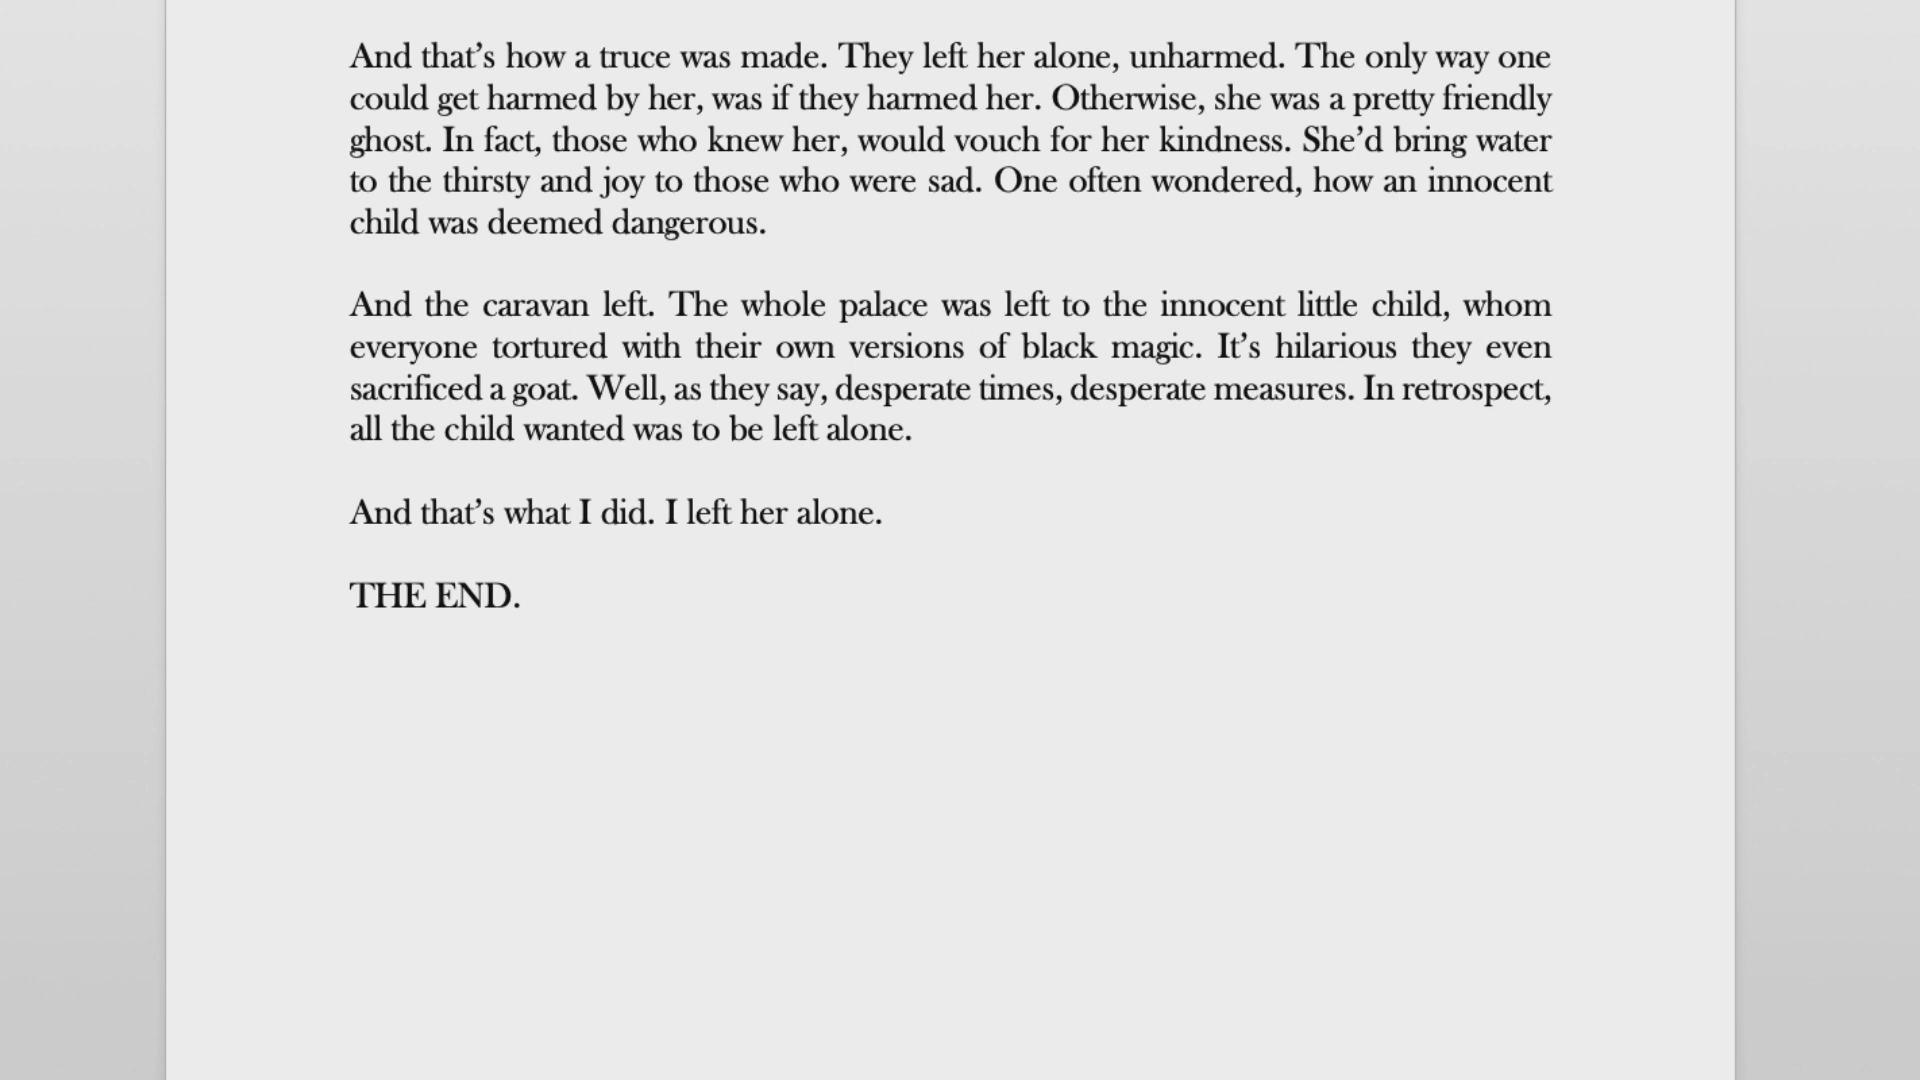 And that’s how a truce was made. They left her alone, unharmed. The only way one
could get harmed by her, was if they harmed her. Otherwise, she was a pretty friendly
ghost. In fact, those who knew her, would vouch for her kindness. She’d bring water
to the thirsty and joy to those who were sad. One often wondered, how an innocent
child was deemed dangerous.
And the caravan left. The whole palace was left to the innocent little child, whom
everyone tortured with their own versions of black magic. It’s hilarious they even
sacrificed a goat. Well, as they say, desperate times, desperate measures. In retrospect,
all the child wanted was to be left alone.
And that’s what I did. I left her alone.
THE END.